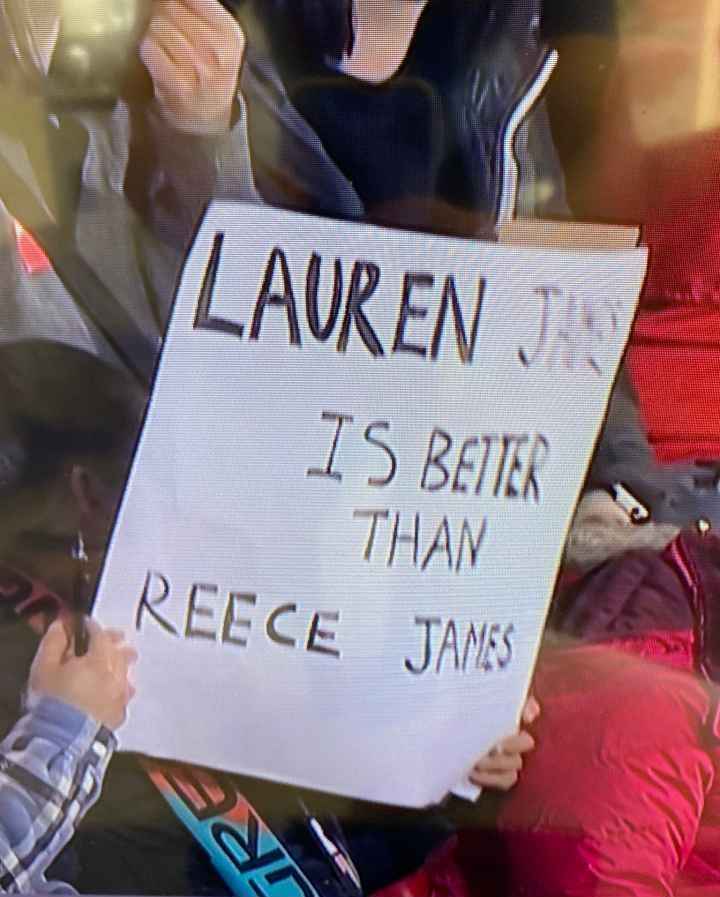 LAUREN
IS BETTER
THAN
REECE JAMES